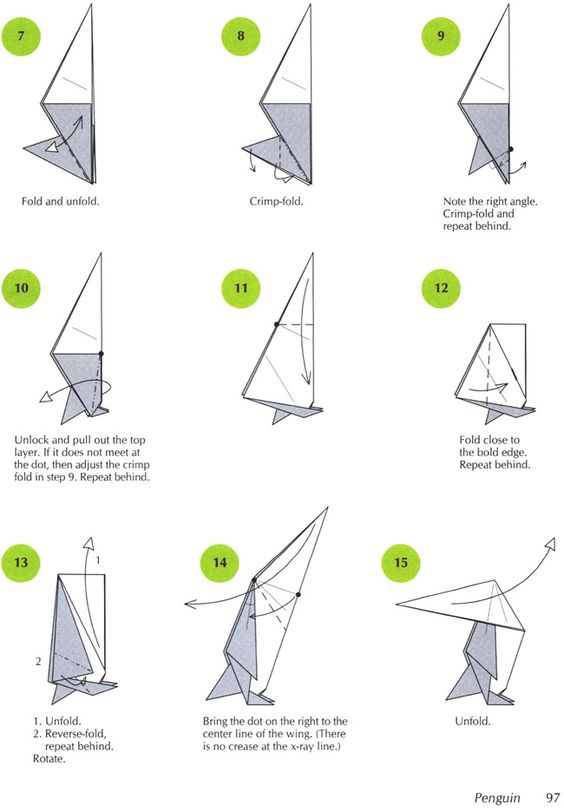 7
8
9
Fold and unfold.
Crimp-fold.
Note the right angle.
Crimp-fold and
repeat behind.
10
11
12
Unlock and pull out the top
layer. If it does not meet at
the dot, then adjust the crimp
fold in step 9. Repeat behind.
Fold close to
the bold edge.
Repeat behind.
13
14
15
1
2
1. Unfold.
2. Reverse-fold,
repeat behind.
Rotate.
Bring the dot on the right to the
center line of the wing. (There
is no crease at the x-ray line.)
Unfold.
Penguin 97